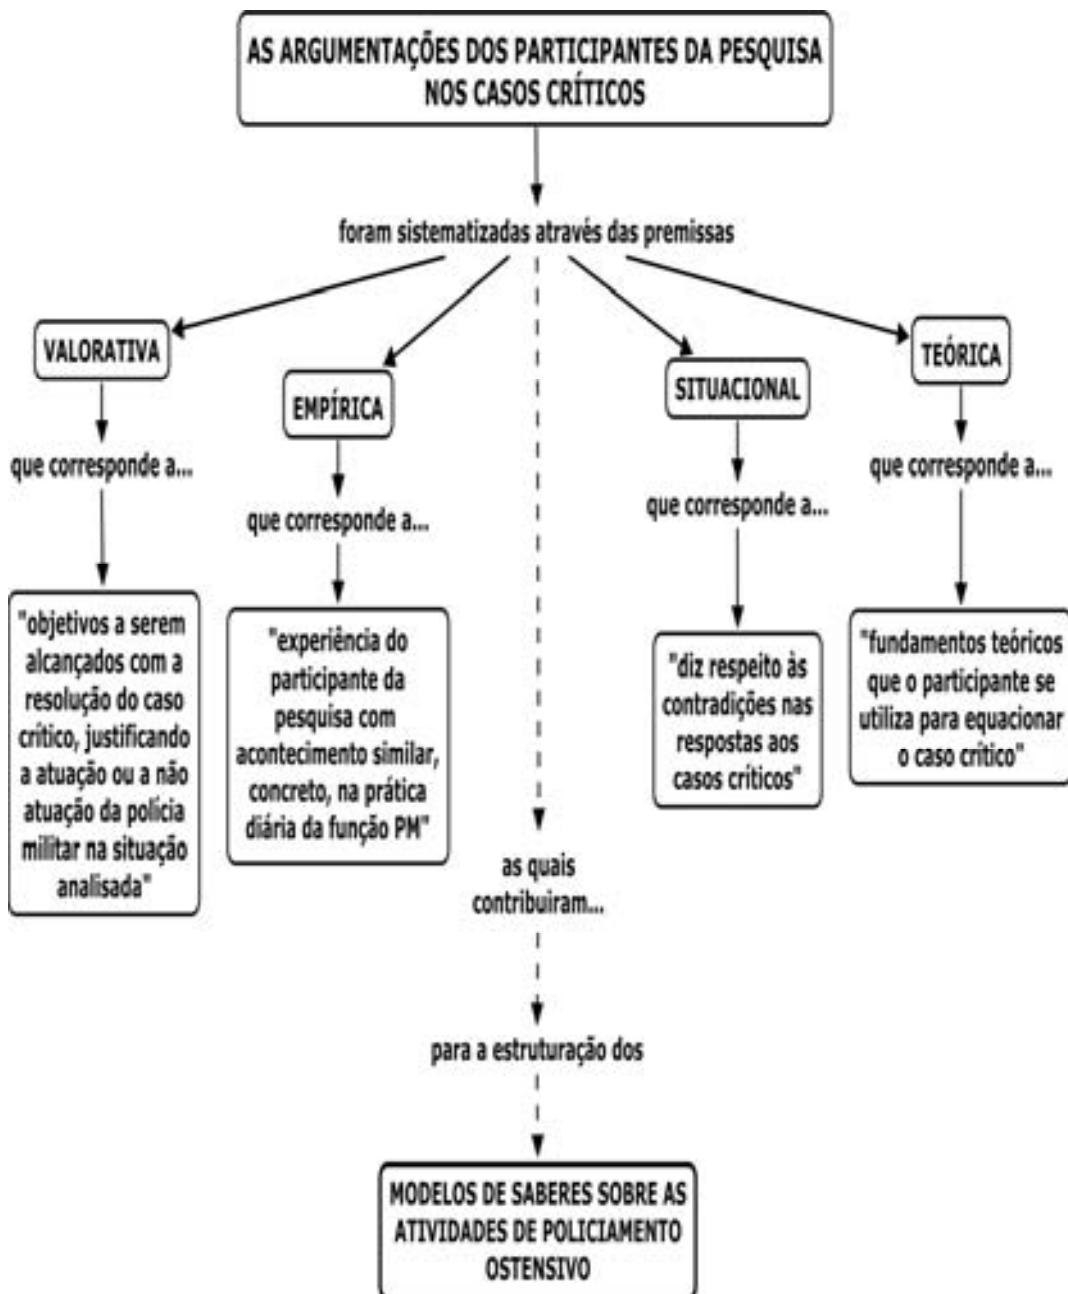 AS ARGUMENTAÇÕES DOS PARTICIPANTES DA PESQUISA
NOS CASOS CRÍTICOS
foram sistematizadas através das premissas
VALORATIVA
que corresponde a...
"objetivos a serem
alcançados com a
resolução do caso
crítico, justificando
a atuação ou a não
atuação da polícia
militar na situação
analisada"
EMPÍRICA
que corresponde a...
"experiência do
participante da
pesquisa com
acontecimento similar,
concreto, na prática
diária da função PM"
SITUACIONAL
que corresponde a...
"diz respeito às
contradições nas
respostas aos
casos críticos"
TEÓRICA
que corresponde a...
"fundamentos teóricos
que o participante se
utiliza para equacionar
o caso crítico"
as quais
contribuiram...
para a estruturação dos
MODELOS DE SABERES SOBRE AS
ATIVIDADES DE POLICIAMENTO
OSTENSIVO